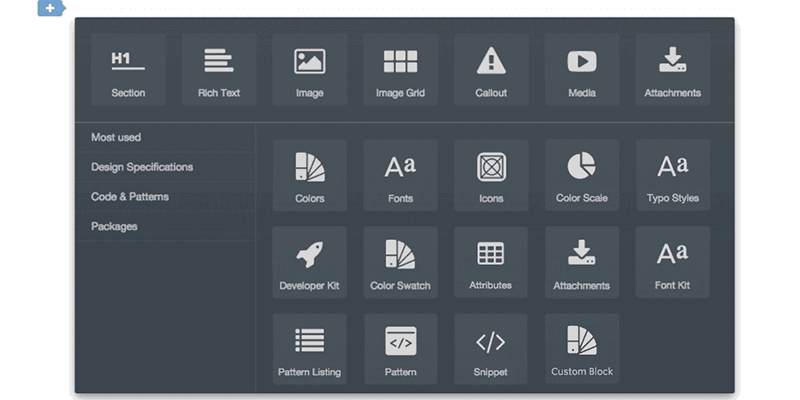 H1
Section
Rich Text
Image
Image Grid
Callout
Media
Attachments
Most used
Design Specifications
Code & Patterns
Packages
Colors
Aa
Fonts
Icons
Color Scale
Aa
Typo Styles
Developer Kit
Color Swatch
Attributes
Attachments
Aa
Font Kit
Pattern Listing
</>
Pattern
</>
Snippet
Custom Block